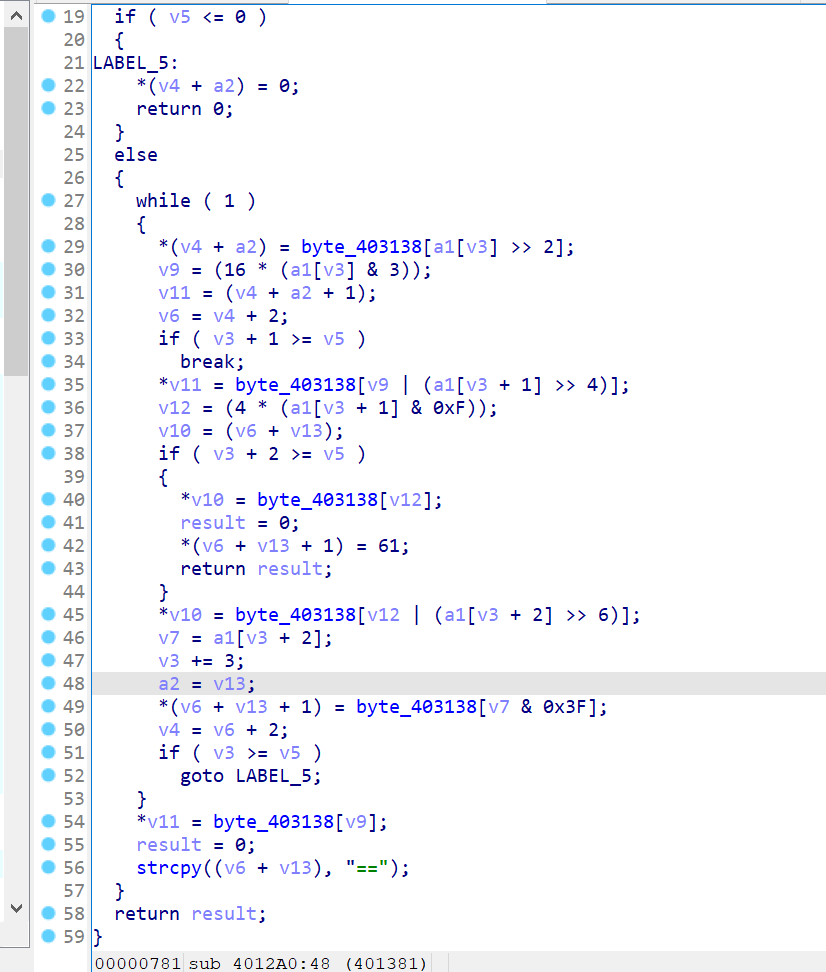 19 if ( v5 <= 0 )
20 {
21 LABEL_5:
22 *(v4 + a2) = 0;
23 return 0;
24 }
25 else
26 {
27 while ( 1 )
28 {
29 *(v4 + a2) = byte_403138[a1[v3] >> 2];
30 v9 = (16 * (a1[v3] & 3));
31 v11 = (v4 + a2 + 1);
32 v6 = v4 + 2;
33 if ( v3 + 1 >= v5 )
34 break;
35 *v11 = byte_403138[v9 | (a1[v3 + 1] >> 4)];
36 v12 = (4 * (a1[v3 + 1] & 0xF));
37 v10 = (v6 + v13);
38 if ( v3 + 2 >= v5 )
39 {
40 *v10 = byte_403138[v12];
41 result = 0;
42 *(v6 + v13 + 1) = 61;
43 return result;
44 }
45 *v10 = byte_403138[v12 | (a1[v3 + 2] >> 6)];
46 v7 = a1[v3 + 2];
47 v3 += 3;
48 a2 = v13;
49 *(v6 + v13 + 1) = byte_403138[v7 & 0x3F];
50 v4 = v6 + 2;
51 if ( v3 >= v5 )
52 goto LABEL_5;
53 }
54 *v11 = byte_403138[v9];
55 result = 0;
56 strcpy((v6 + v13), "==");
57 }
58 return result;
59 }
00000781 sub 4012A0:48 (401381)